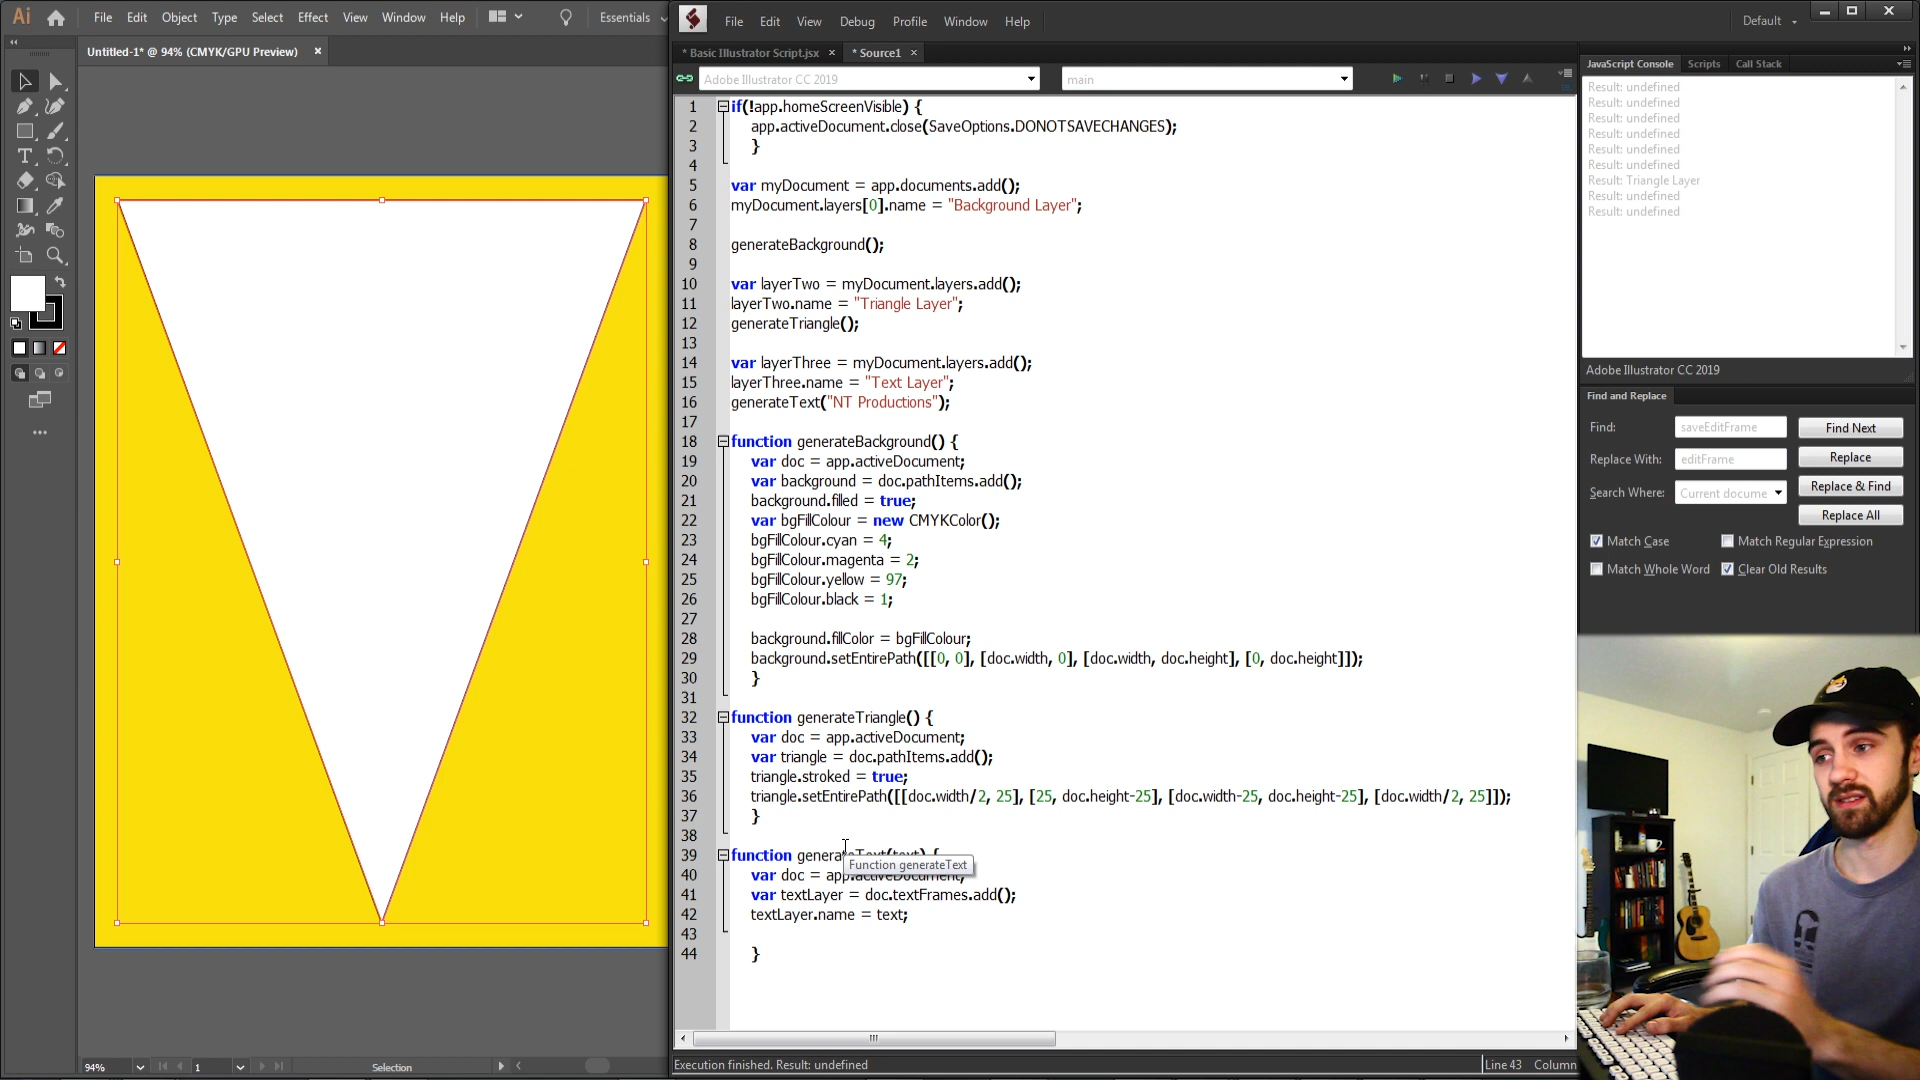 Ai File Edit Object Type Select Effect View Window Help Essentials
Untitled-1* @ 94% (CMYK/GPU Preview) ×
94% 1 Selection
File Edit View Debug Profile Window Help Default
* Basic Illustrator Script.jsx × * Source1 ×
Adobe Illustrator CC 2019 main
1 if(!app.homeScreenVisible) {
2 app.activeDocument.close(SaveOptions.DONOTSAVECHANGES);
3 }
4
5 var myDocument = app.documents.add();
6 myDocument.layers[0].name = "Background Layer";
7
8 generateBackground();
9
10 var layerTwo = myDocument.layers.add();
11 layerTwo.name = "Triangle Layer";
12 generateTriangle();
13
14 var layerThree = myDocument.layers.add();
15 layerThree.name = "Text Layer";
16 generateText("NT Productions");
17
18 function generateBackground() {
19 var doc = app.activeDocument;
20 var background = doc.pathItems.add();
21 background.filled = true;
22 var bgFillColour = new CMYKColor();
23 bgFillColour.cyan = 4;
24 bgFillColour.magenta = 2;
25 bgFillColour.yellow = 97;
26 bgFillColour.black = 1;
27
28 background.fillColor = bgFillColour;
29 background.setEntirePath([[0, 0], [doc.width, 0], [doc.width, doc.height], [0, doc.height]]);
30 }
31
32 function generateTriangle() {
33 var doc = app.activeDocument;
34 var triangle = doc.pathItems.add();
35 triangle.stroked = true;
36 triangle.setEntirePath([[doc.width/2, 25], [25, doc.height-25], [doc.width-25, doc.height-25], [doc.width/2, 25]]);
37 }
38
39 function generateText(text) {
Function generateText
40 var doc = app.activeDocument;
41 var textLayer = doc.textFrames.add();
42 textLayer.name = text;
43
44 }
Execution finished. Result: undefined Line 43 Column
JavaScript Console Scripts Call Stack
Result: undefined
Result: undefined
Result: undefined
Result: undefined
Result: undefined
Result: undefined
Result: Triangle Layer
Result: undefined
Result: undefined
Adobe Illustrator CC 2019
Find and Replace
Find: saveEditFrame Find Next
Replace With: editFrame Replace
Search Where: Current docume Replace & Find
Replace All
Match Case Match Regular Expression
Match Whole Word Clear Old Results